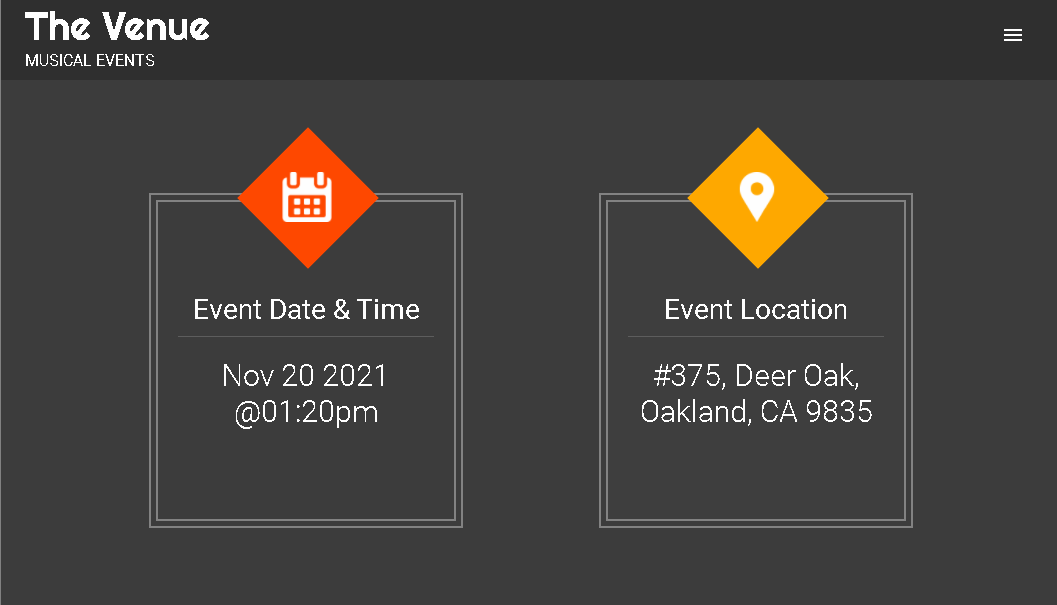 The Venue
MUSICAL EVENTS
Event Date & Time
Nov 20 2021
@01:20pm
Event Location
#375, Deer Oak,
Oakland, CA 9835